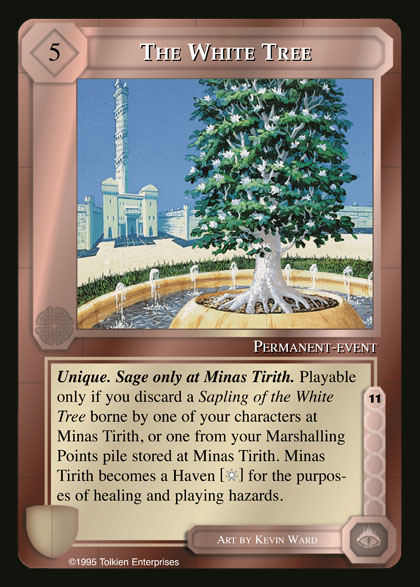 5
The White Tree
Permanent-event
Unique. Sage only at Minas Tirith. Playable
only if you discard a Sapling of the White
Tree borne by one of your characters at
Minas Tirith, or one from your Marshalling
Points pile stored at Minas Tirith. Minas
Tirith becomes a Haven [] for the purpos-
es of healing and playing hazards.
11
Art by Kevin Ward
©1995 Tolkien Enterprises